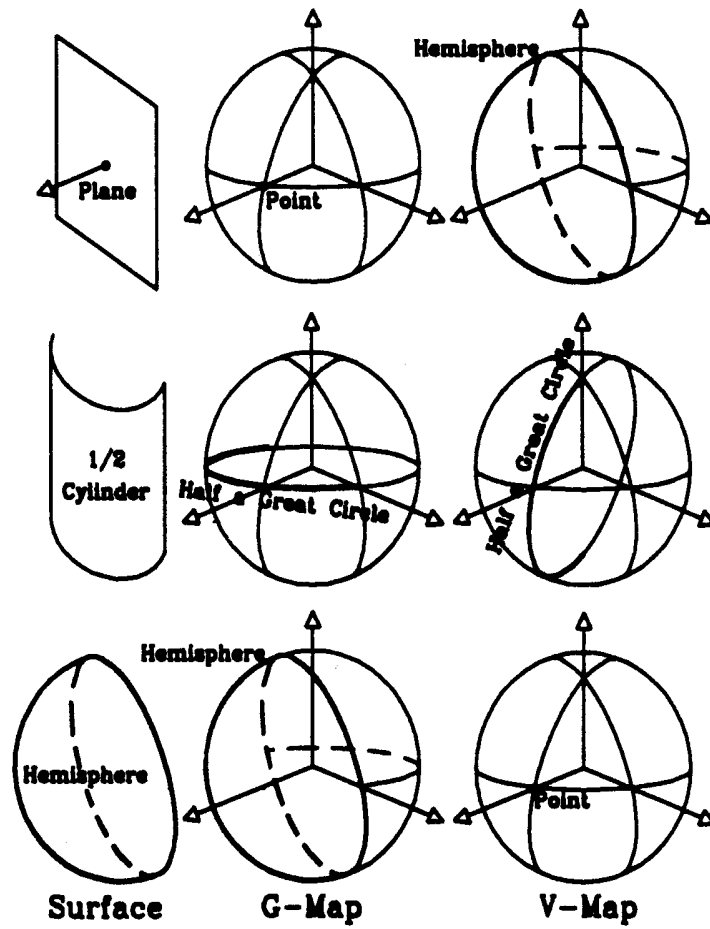 Hemisphere
Plane
Point
1/2
Cylinder
Half a Great Circle
Half a Great Circle
Hemisphere
Hemisphere
Point
Surface
G-Map
V-Map